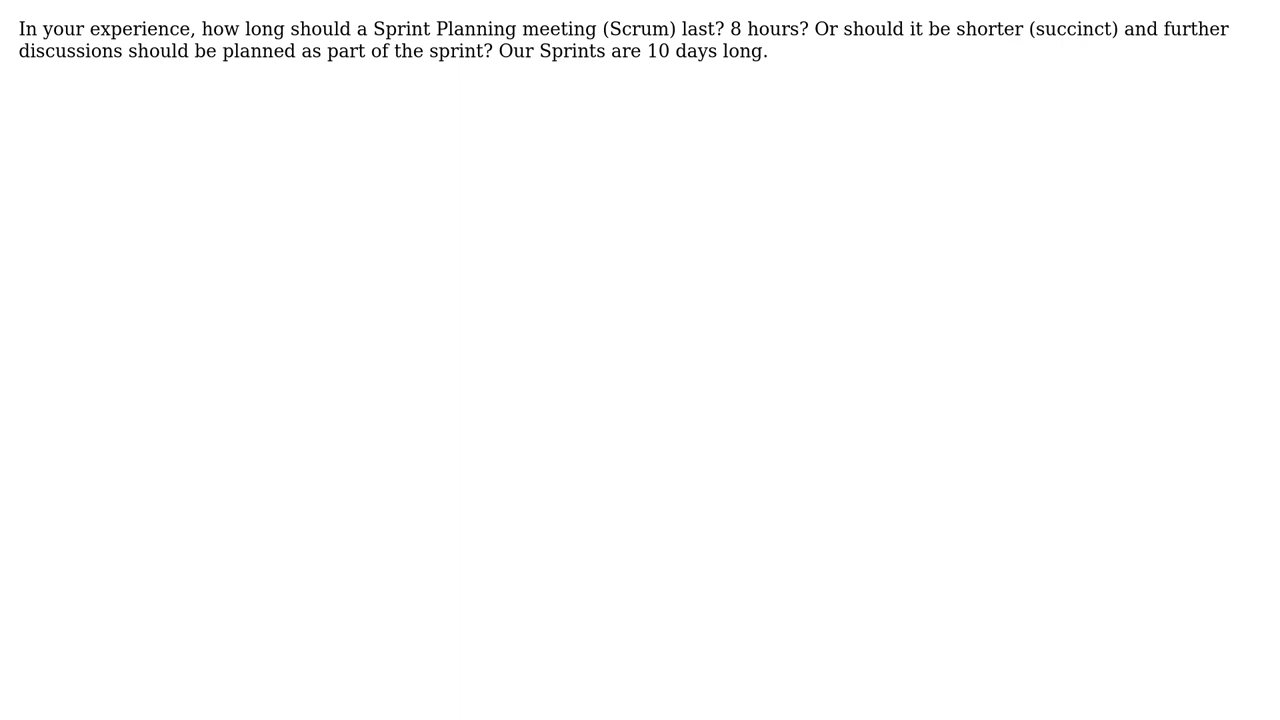 In your experience, how long should a Sprint Planning meeting (Scrum) last? 8 hours? Or should it be shorter (succinct) and further
discussions should be planned as part of the sprint? Our Sprints are 10 days long.